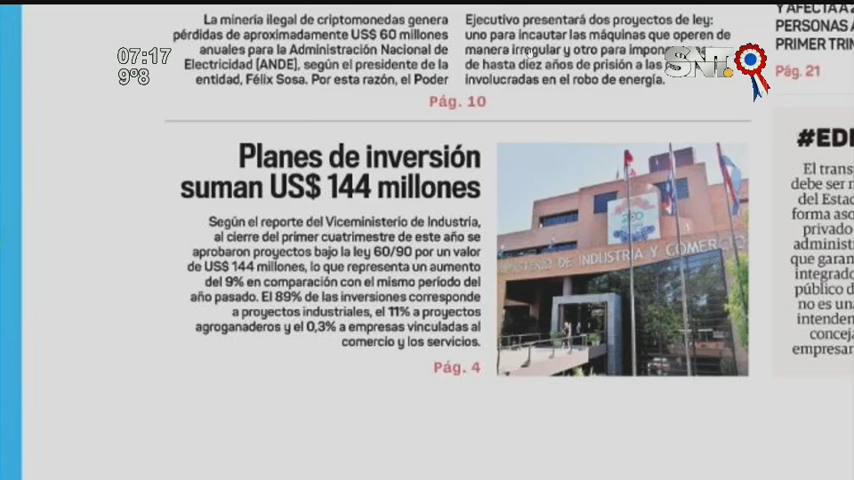 La minería ilegal de criptomonedas genera
pérdidas de aproximadamente US$ 60 millones
anuales para la Administración Nacional de
Electricidad (ANDE), según el presidente de la
entidad, Félix Sosa. Por esta razón, el Poder
Ejecutivo presentará dos proyectos de ley:
uno para incautar las máquinas que operen de
manera irregular y otro para
de hasta diez años de prisión a las
involucradas en el robo de energía.
Pág. 10
07:17
9º8
SNT.
Y AFECTA A
PERSONAS A
PRIMER TRIM
Pág. 21
Planes de inversión
suman US$ 144 millones
Según el reporte del Viceministerio de Industria,
al cierre del primer cuatrimestre de este año se
aprobaron proyectos bajo la ley 60/90 por un valor
de US$ 144 millones, lo que representa un aumento
del 9% en comparación con el mismo período del
año pasado. El 89% de las inversiones corresponde
a proyectos industriales, el 11% a proyectos
agroganaderos y el 0,3% a empresas vinculadas al
comercio y los servicios.
Pág. 4
200
MINISTERIO DE INDUSTRIA Y COMERCIO
#EDI
El trans
debe ser n
del Estad
forma aso
privado
administr
que garan
integrado
público d
no es una
intenden
conceja
empresar